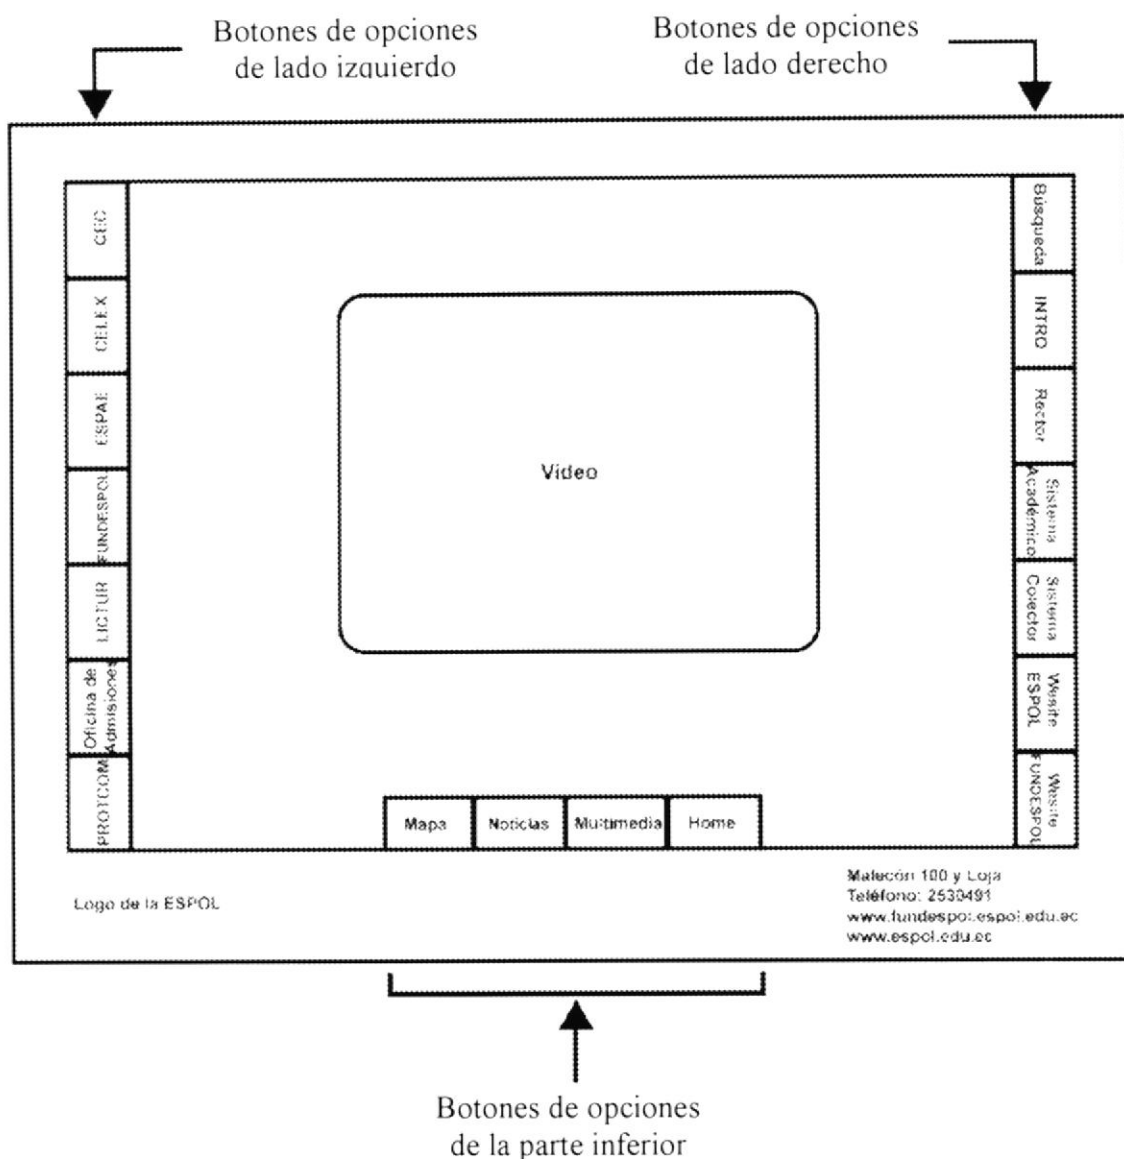 Botones de opciones
de lado izquierdo
Botones de opciones
de lado derecho
CEC
CELEX
ESPAE
FUNDESPOL
LICTUR
Oficina de
Admisiones
PROTCOM
Video
Búsqueda
INTRO
Rector
Sistema
Académico
Sistema
Colector
Wesite
ESPOL
Wesite
FUNDESPOL
Mapa
Noticias
Multimedia
Home
Logo de la ESPOL
Malecón 100 y Loja
Teléfono: 2530491
www.fundespol.espol.edu.ec
www.espol.edu.ec
Botones de opciones
de la parte inferior